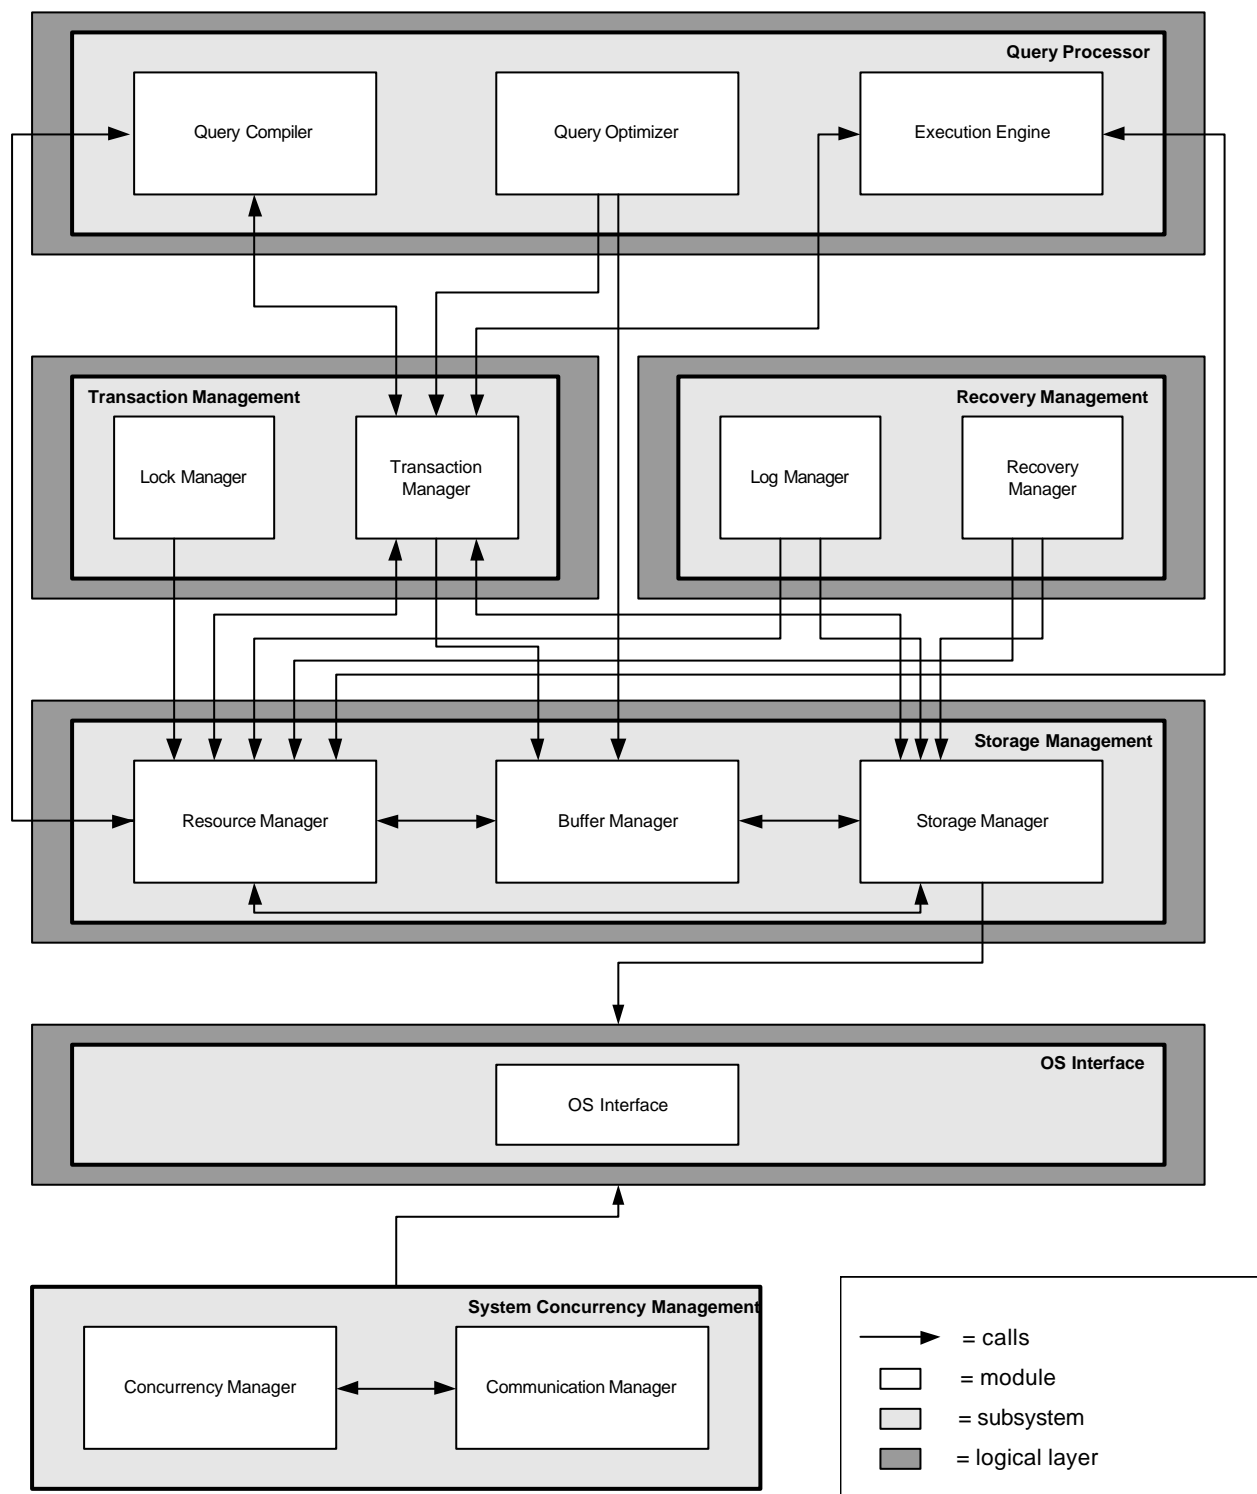 Query Processor
Query Compiler
Query Optimizer
Execution Engine
Transaction Management
Recovery Management
Lock Manager
Transaction
Manager
Log Manager
Recovery
Manager
Storage Management
Resource Manager
Buffer Manager
Storage Manager
OS Interface
OS Interface
System Concurrency Management
Concurrency Manager
Communication Manager
= calls
= module
= subsystem
= logical layer